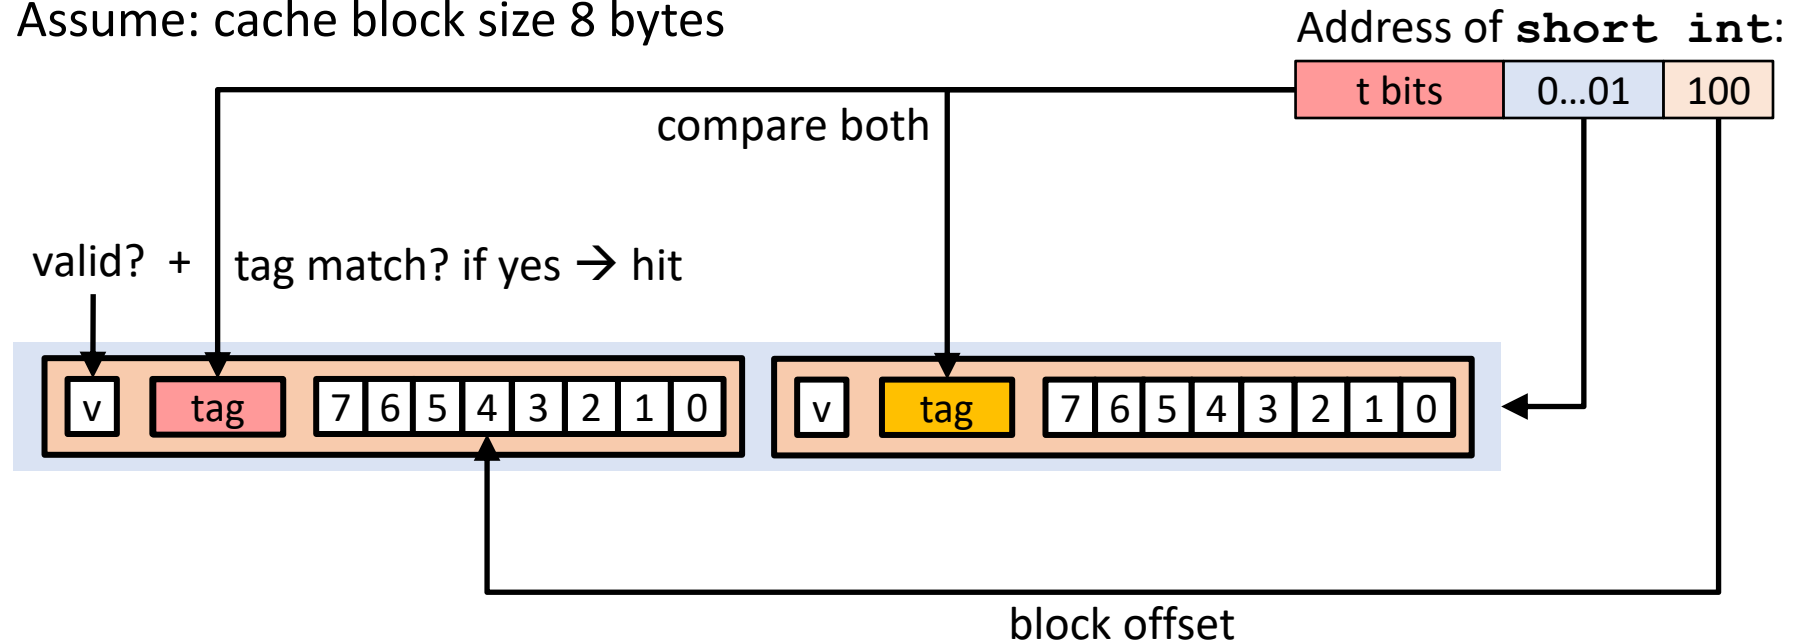 Assume: cache block size 8 bytes
Address of short int:
t bits 0...01 100
compare both
valid? + tag match? if yes → hit
v tag 7 6 5 4 3 2 1 0 v tag 7 6 5 4 3 2 1 0
block offset